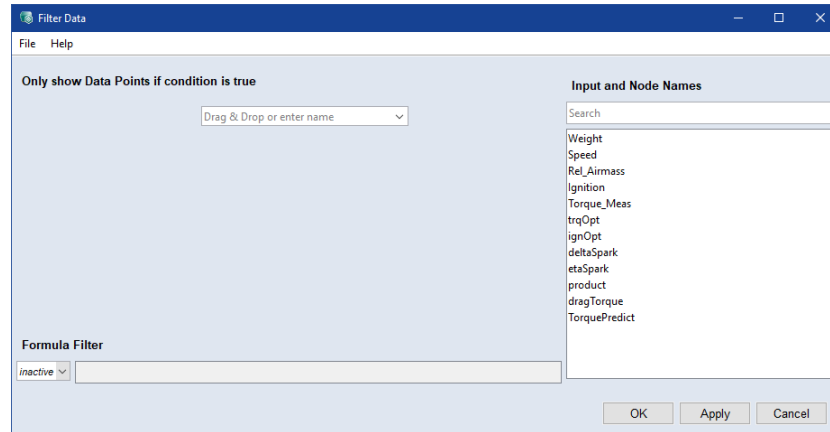 Filter Data
File Help
Only show Data Points if condition is true
Drag & Drop or enter name
Input and Node Names
Search
Weight
Speed
Rel_Airmass
Ignition
Torque_Meas
trqOpt
ignOpt
deltaSpark
etaSpark
product
dragTorque
TorquePredict
Formula Filter
inactive
OK Apply Cancel